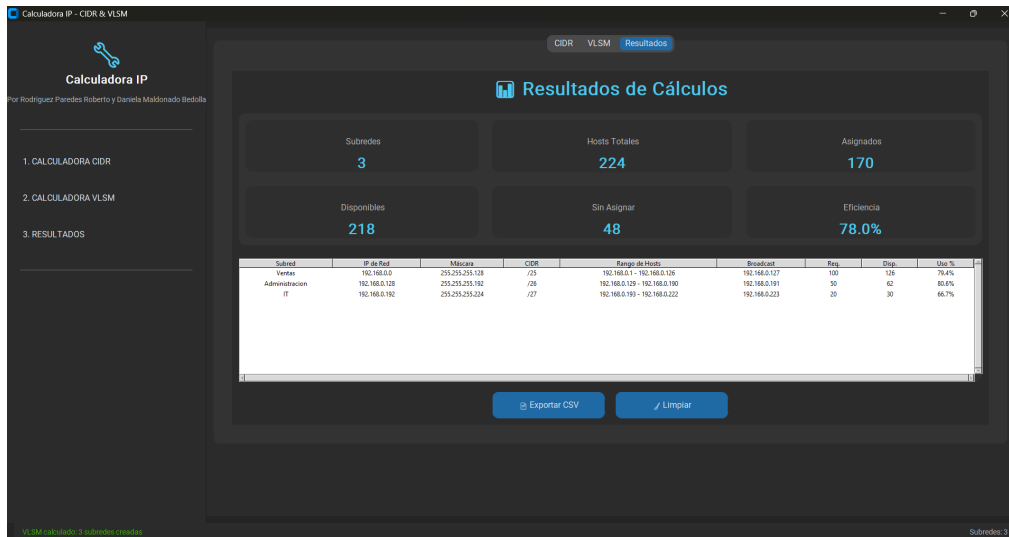 Calculadora IP - CIDR & VLSM
Calculadora IP
Por Rodriguez Paredes Roberto y Daniela Maldonado Bedolla
1. CALCULADORA CIDR
2. CALCULADORA VLSM
3. RESULTADOS
CIDR VLSM Resultados
Resultados de Cálculos
Subredes Hosts Totales Asignados
3 224 170
Disponibles Sin Asignar Eficiencia
218 48 78.0%
Subred IP de Red Máscara CIDR Rango de Hosts Broadcast Req. Disp. Uso %
Ventas 192.168.0.0 255.255.255.128 /25 192.168.0.1 - 192.168.0.126 192.168.0.127 100 126 79.4%
Administracion 192.168.0.128 255.255.255.192 /26 192.168.0.129 - 192.168.0.190 192.168.0.191 50 62 80.6%
IT 192.168.0.192 255.255.255.224 /27 192.168.0.193 - 192.168.0.222 192.168.0.223 20 30 66.7%
Exportar CSV Limpiar
VLSM calculado: 3 subredes creadas
Subredes: 3